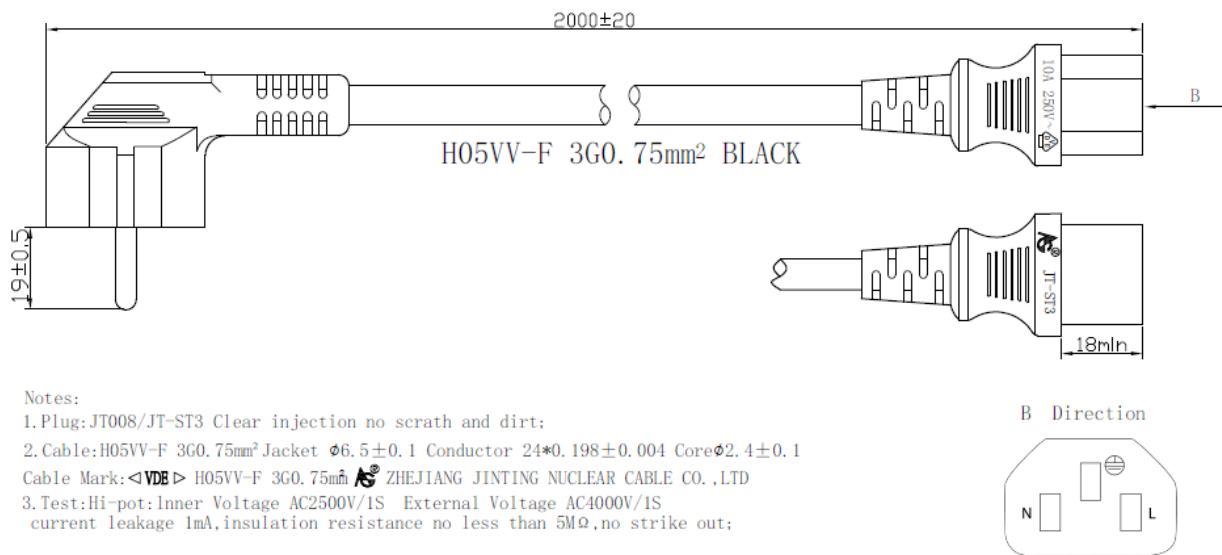 2000±20
10A 250V~
B
H05VV-F 3G0.75mm² BLACK
19±0.5
JT-ST3
18mIn
Notes:
1.Plug:JT008/JT-ST3 Clear injection no scrath and dirt;
2.Cable:H05VV-F 3G0.75mm² Jacket ϕ6.5±0.1 Conductor 24*0.198±0.004 Coreϕ2.4±0.1
Cable Mark:◁VDE▷ H05VV-F 3G0.75mm² ® ZHEJIANG JINTING NUCLEAR CABLE CO.,LTD
3.Test:Hi-pot:Inner Voltage AC2500V/1S External Voltage AC4000V/1S
current leakage 1mA,insulation resistance no less than 5MΩ,no strike out;
B Direction
N
L